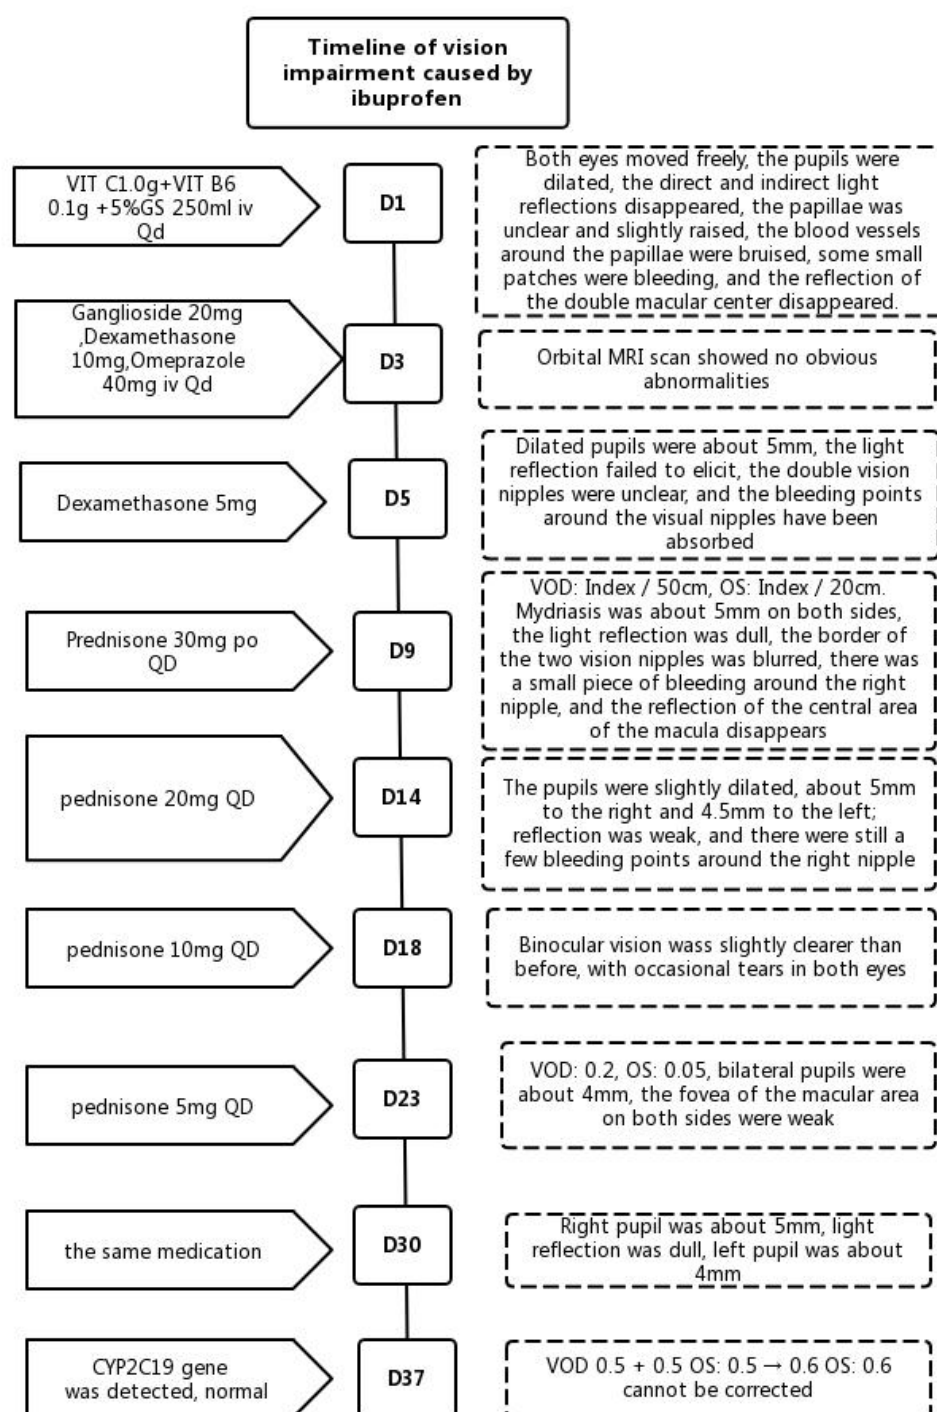 Timeline of vision
impairment caused by
ibuprofen
VIT C1.0g+VIT B6
0.1g +5%GS 250ml iv
Qd
D1
Both eyes moved freely, the pupils were
dilated, the direct and indirect light
reflections disappeared, the papillae was
unclear and slightly raised, the blood vessels
around the papillae were bruised, some small
patches were bleeding, and the reflection of
the double macular center disappeared.
Ganglioside 20mg
,Dexamethasone
10mg,Omeprazole
40mg iv Qd
D3
Orbital MRI scan showed no obvious
abnormalities
Dexamethasone 5mg
D5
Dilated pupils were about 5mm, the light
reflection failed to elicit, the double vision
nipples were unclear, and the bleeding points
around the visual nipples have been
absorbed
Prednisone 30mg po
QD
D9
VOD: Index / 50cm, OS: Index / 20cm.
Mydriasis was about 5mm on both sides,
the light reflection was dull, the border of
the two vision nipples was blurred, there was
a small piece of bleeding around the right
nipple, and the reflection of the central area
of the macula disappears
pednisone 20mg QD
D14
The pupils were slightly dilated, about 5mm
to the right and 4.5mm to the left;
reflection was weak, and there were still a
few bleeding points around the right nipple
pednisone 10mg QD
D18
Binocular vision wass slightly clearer than
before, with occasional tears in both eyes
pednisone 5mg QD
D23
VOD: 0.2, OS: 0.05, bilateral pupils were
about 4mm, the fovea of the macular area
on both sides were weak
the same medication
D30
Right pupil was about 5mm, light
reflection was dull, left pupil was about
4mm
CYP2C19 gene
was detected, normal
D37
VOD 0.5 + 0.5 OS: 0.5 → 0.6 OS: 0.6
cannot be corrected